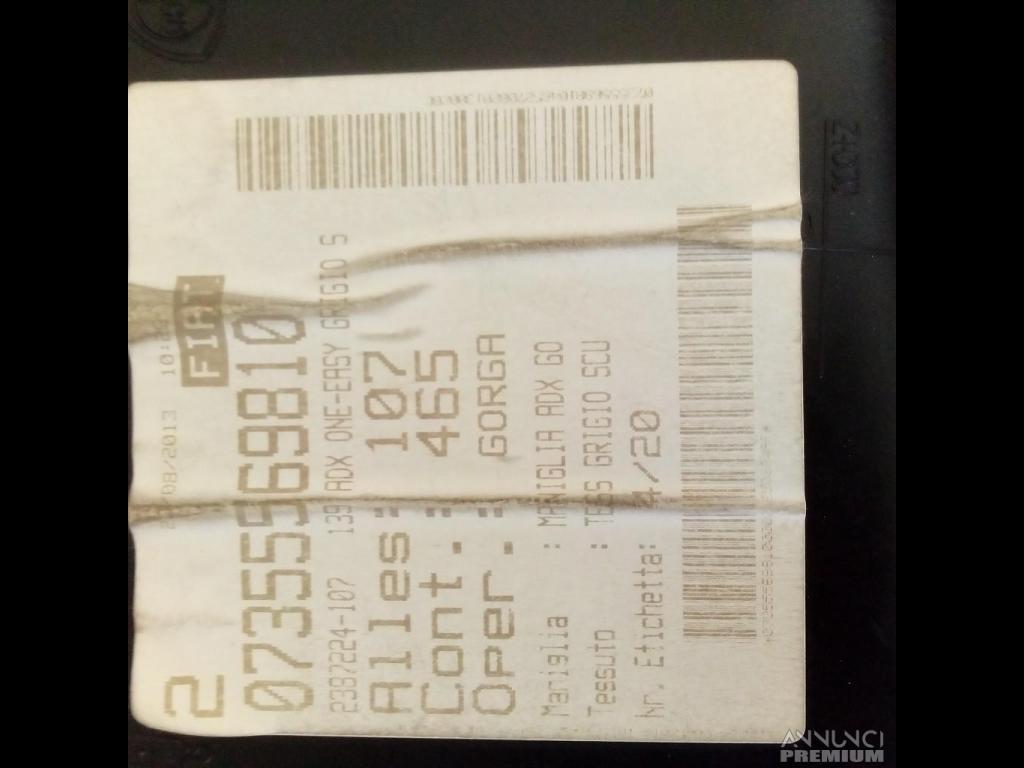 08/2013 10:
2 FIAT
07355569810
2387224-107 139 ADX ONE-EASY GRIGIO S
Alles: 107
Cont.: 465
Oper.: GORGA
Maniglia : MANIGLIA ADX GO
Tessuto : TESS GRIGIO SCU
Nr. Etichetta: 4/20
ANNUNCI
PREMIUM